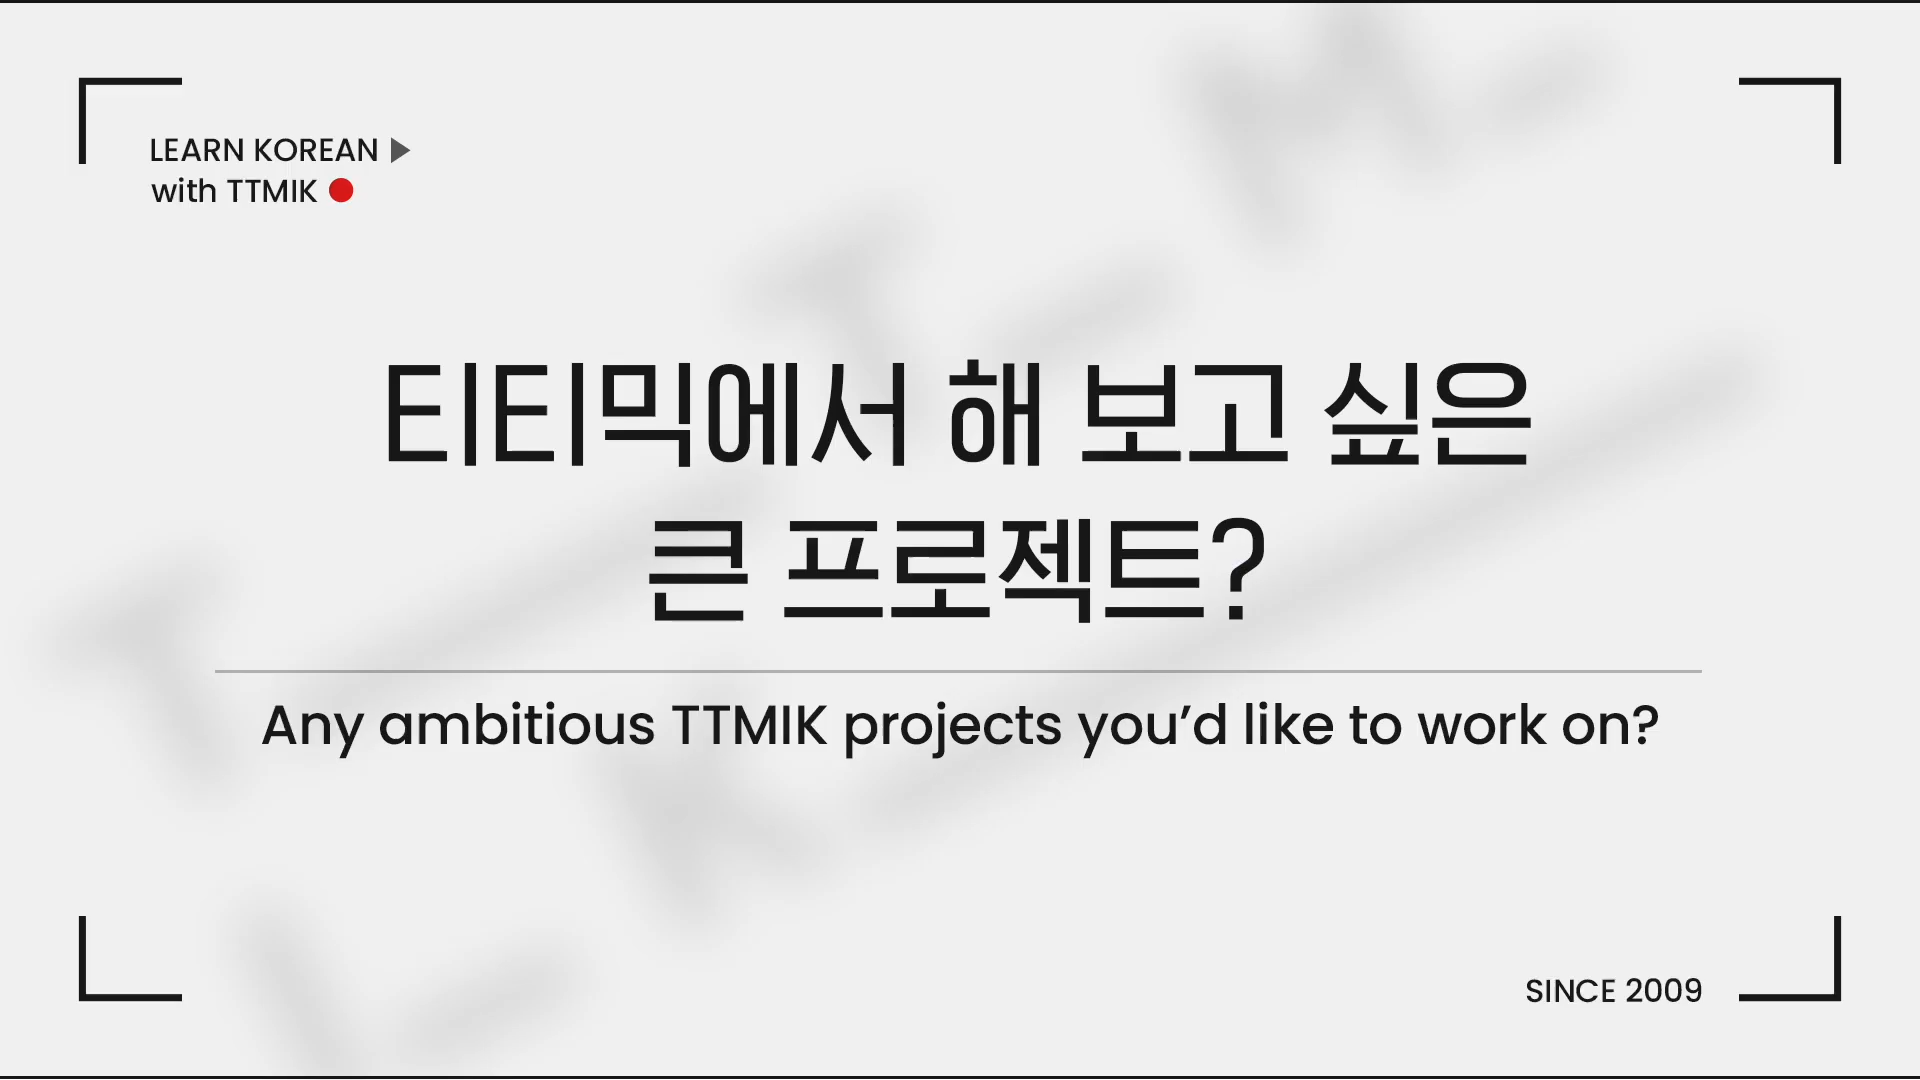 LEARN KOREAN
with TTMIK
티티믹에서 해 보고 싶은
큰 프로젝트?
Any ambitious TTMIK projects you’d like to work on?
SINCE 2009